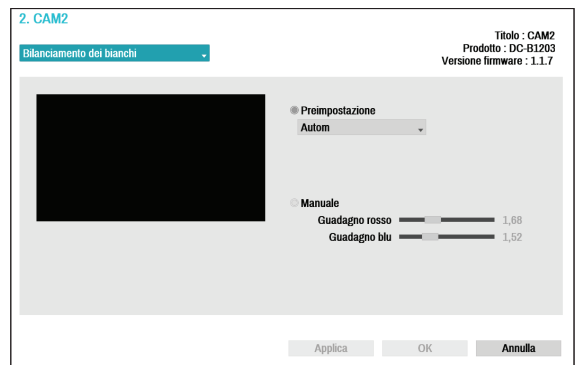 2. CAM2
Titolo : CAM2
Bilanciamento dei bianchi
Prodotto : DC-B1203
Versione firmware : 1.1.7
Preimpostazione
Autom
Manuale
Guadagno rosso 1,68
Guadagno blu 1,52
Applica OK Annulla